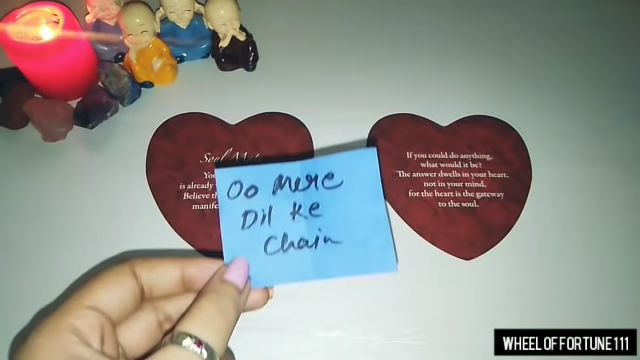 Soul
You
is already
Believe th
manife
If you could do anything,
what would it be?
The answer dwells in your heart,
not in your mind,
for the heart is the gateway
to the soul.
Oo mere
Dil ke
Chain
WHEEL OF FORTUNE 111